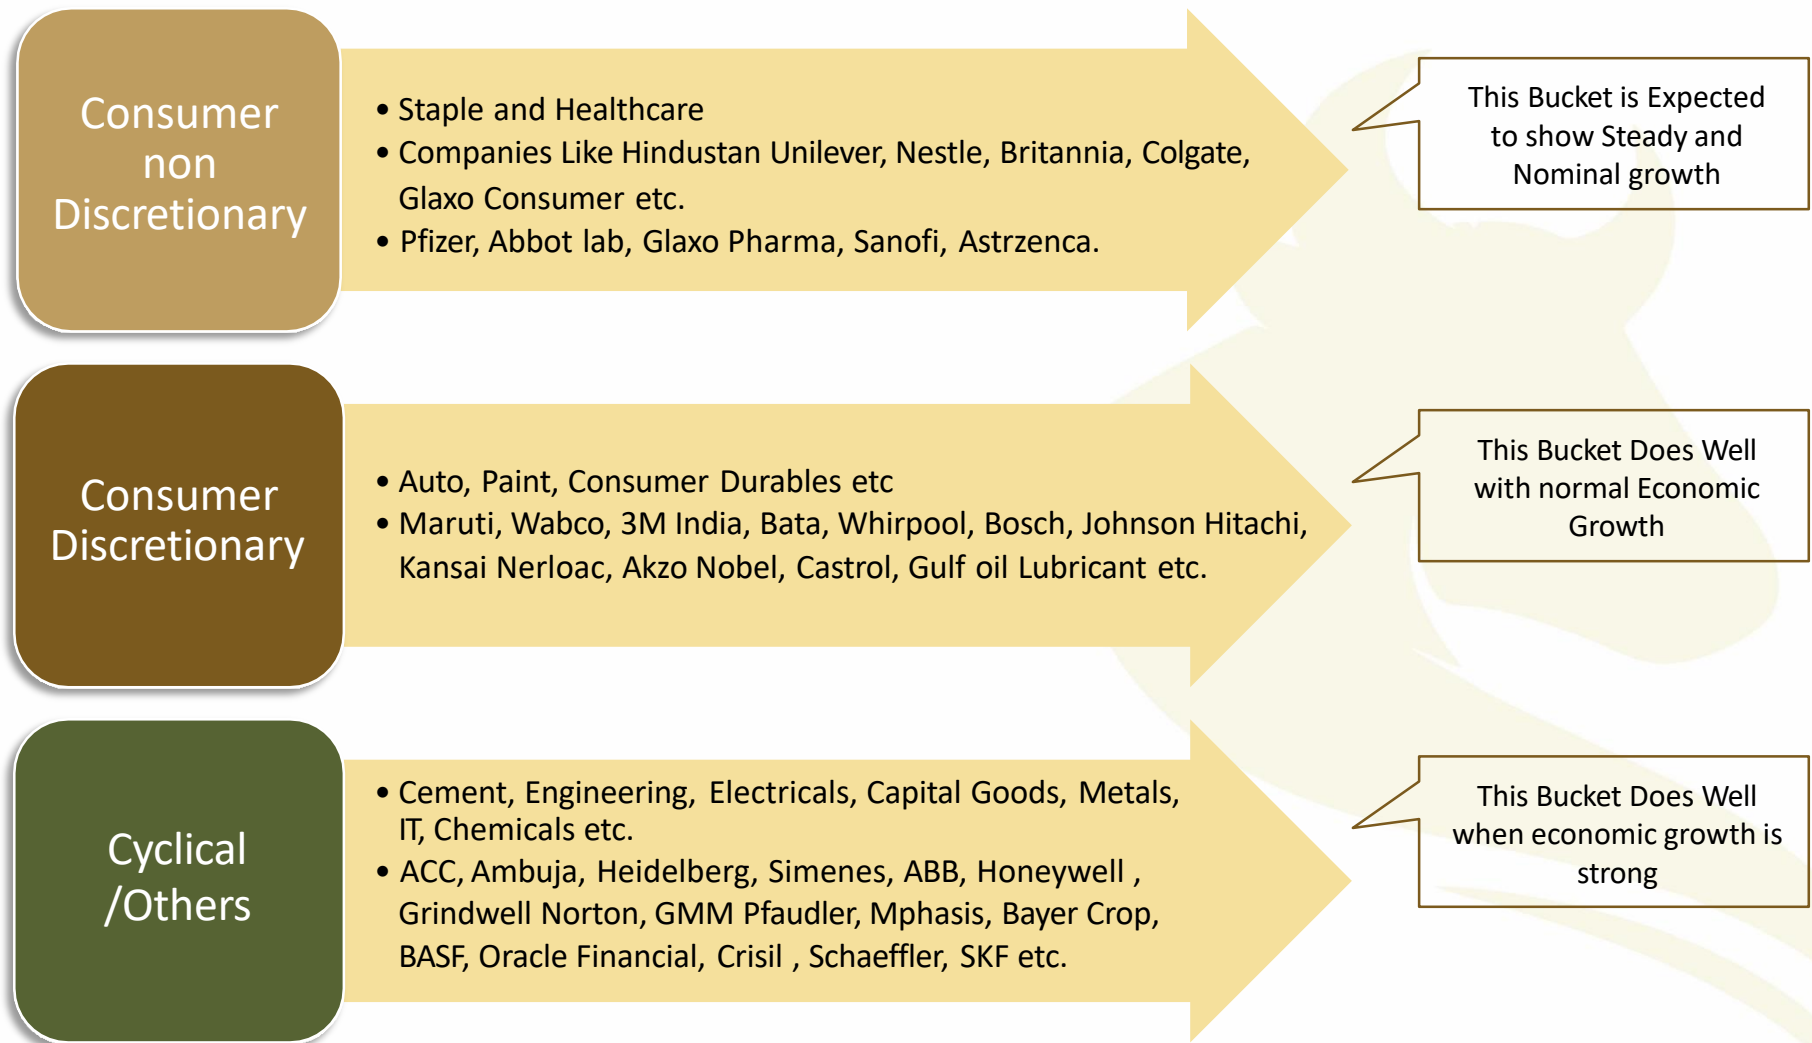 Consumer
non
Discretionary
• Staple and Healthcare
• Companies Like Hindustan Unilever, Nestle, Britannia, Colgate,
Glaxo Consumer etc.
• Pfizer, Abbot lab, Glaxo Pharma, Sanofi, Astrzenca.
This Bucket is Expected
to show Steady and
Nominal growth
Consumer
Discretionary
• Auto, Paint, Consumer Durables etc
• Maruti, Wabco, 3M India, Bata, Whirpool, Bosch, Johnson Hitachi,
Kansai Nerloac, Akzo Nobel, Castrol, Gulf oil Lubricant etc.
This Bucket Does Well
with normal Economic
Growth
Cyclical
/Others
• Cement, Engineering, Electricals, Capital Goods, Metals,
IT, Chemicals etc.
• ACC, Ambuja, Heidelberg, Simenes, ABB, Honeywell ,
Grindwell Norton, GMM Pfaudler, Mphasis, Bayer Crop,
BASF, Oracle Financial, Crisil , Schaeffler, SKF etc.
This Bucket Does Well
when economic growth is
strong